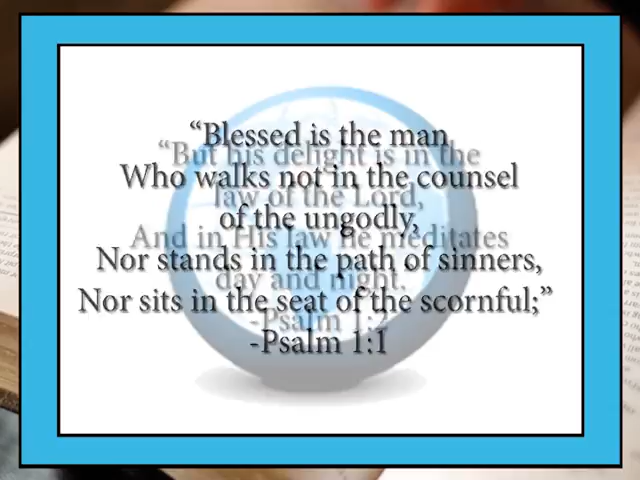 “Blessed is the man
Who walks not in the counsel
of the ungodly,
Nor stands in the path of sinners,
Nor sits in the seat of the scornful;”
-Psalm 1:1
“But his delight is in the
law of the Lord,
And in His law he meditates
day and night.”
-Psalm 1:2